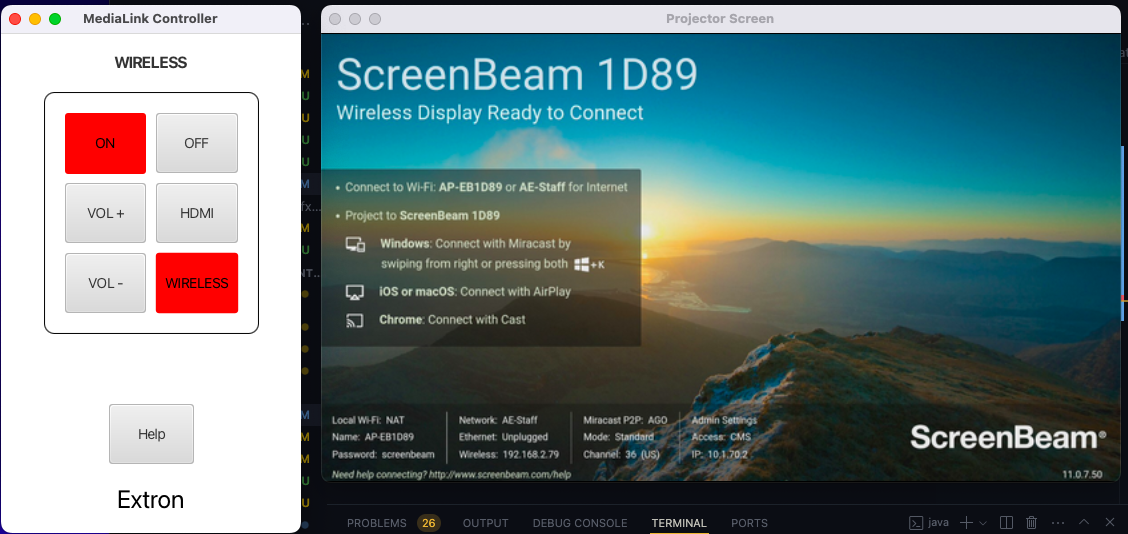 MediaLink Controller
WIRELESS
ON
OFF
VOL +
HDMI
VOL -
WIRELESS
Help
Extron
Projector Screen
ScreenBeam 1D89
Wireless Display Ready to Connect
• Connect to Wi-Fi: AP-EB1D89 or AE-Staff for Internet
• Project to ScreenBeam 1D89
Windows: Connect with Miracast by
swiping from right or pressing both +K
iOS or macOS: Connect with AirPlay
Chrome: Connect with Cast
Local Wi-Fi: NAT
Name: AP-EB1D89
Password: screenbeam
Network: AE-Staff
Ethernet: Unplugged
Wireless: 192.168.2.79
Miracast P2P: AGO
Mode: Standard
Channel: 36 (US)
Admin Settings
Access: CMS
IP: 10.1.70.2
Need help connecting? http://www.screenbeam.com/help
ScreenBeam®
11.0.7.50
M
U
U
U
U
M
fx...
M
U
NT...
M
M
M
U
U
PROBLEMS 26 OUTPUT DEBUG CONSOLE TERMINAL PORTS
java